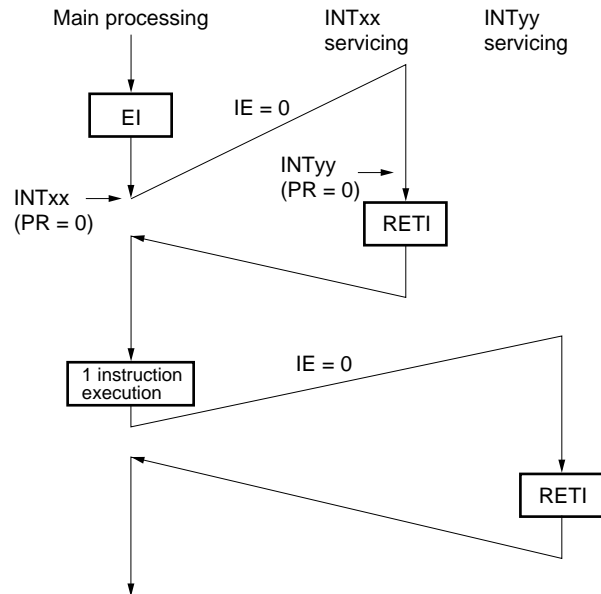 Main processing
INTxx
servicing
INTyy
servicing
EI
IE = 0
INTxx
(PR = 0)
INTyy
(PR = 0)
RETI
1 instruction
execution
IE = 0
RETI